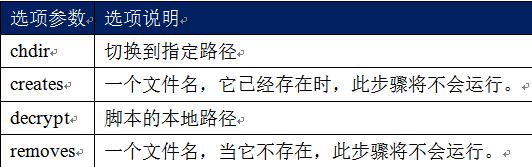 选项参数 选项说明
chdir 切换到指定路径
creates 一个文件名，它已经存在时，此步骤将不会运行。
decrypt 脚本的本地路径
removes 一个文件名，当它不存在，此步骤将不会运行。